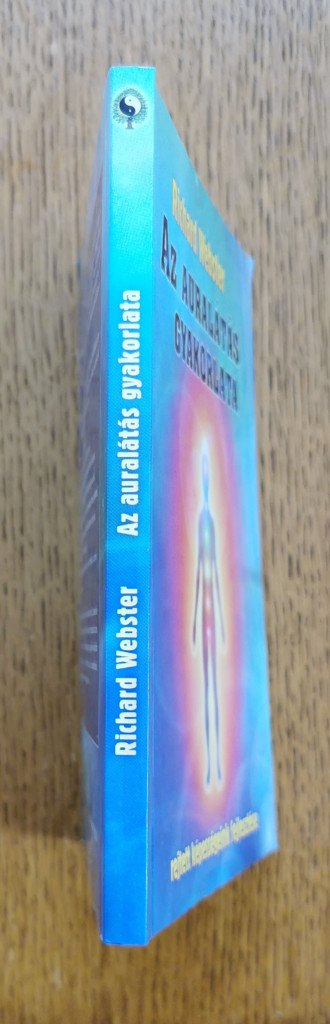 Richard Webster Az auralátás gyakorlata
Richard Webster
AZ AURALÁTÁS
GYAKORLATA
rejtett képességeink fejlesztése